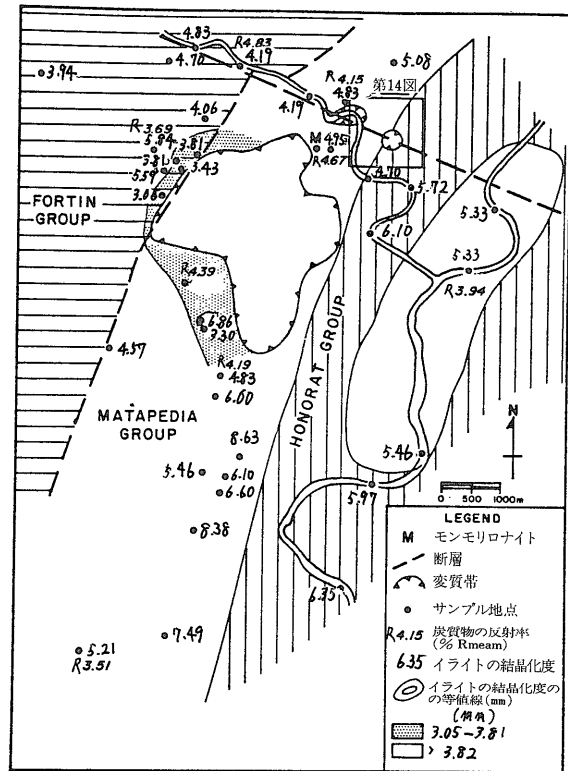 4.83
R4.83
4.70
4.19
5.08
3.94
R4.15
4.83
第14図
4.19
4.06
R3.69
5.84
3.817
M 4.95
R4.67
3.81
5.59
3.43
4.70
5.72
3.08
FORTIN
GROUP
5.33
6.10
5.33
R3.94
R4.39
6.86
3.30
HONORAT GROUP
4.57
R4.19
4.83
6.00
MATAPEDIA
GROUP
N
8.63
5.46
5.46
6.10
6.60
5.97
0 500 1000m
8.38
6.35
7.49
5.21
R3.51
LEGEND
M モンモリロナイト
断層
変質帯
サンプル地点
R4.15 炭質物の反射率
(% Rmeam)
6.35 イライトの結晶化度
イライトの結晶化度の
の等値線(mm)
3.05-3.81
> 3.82